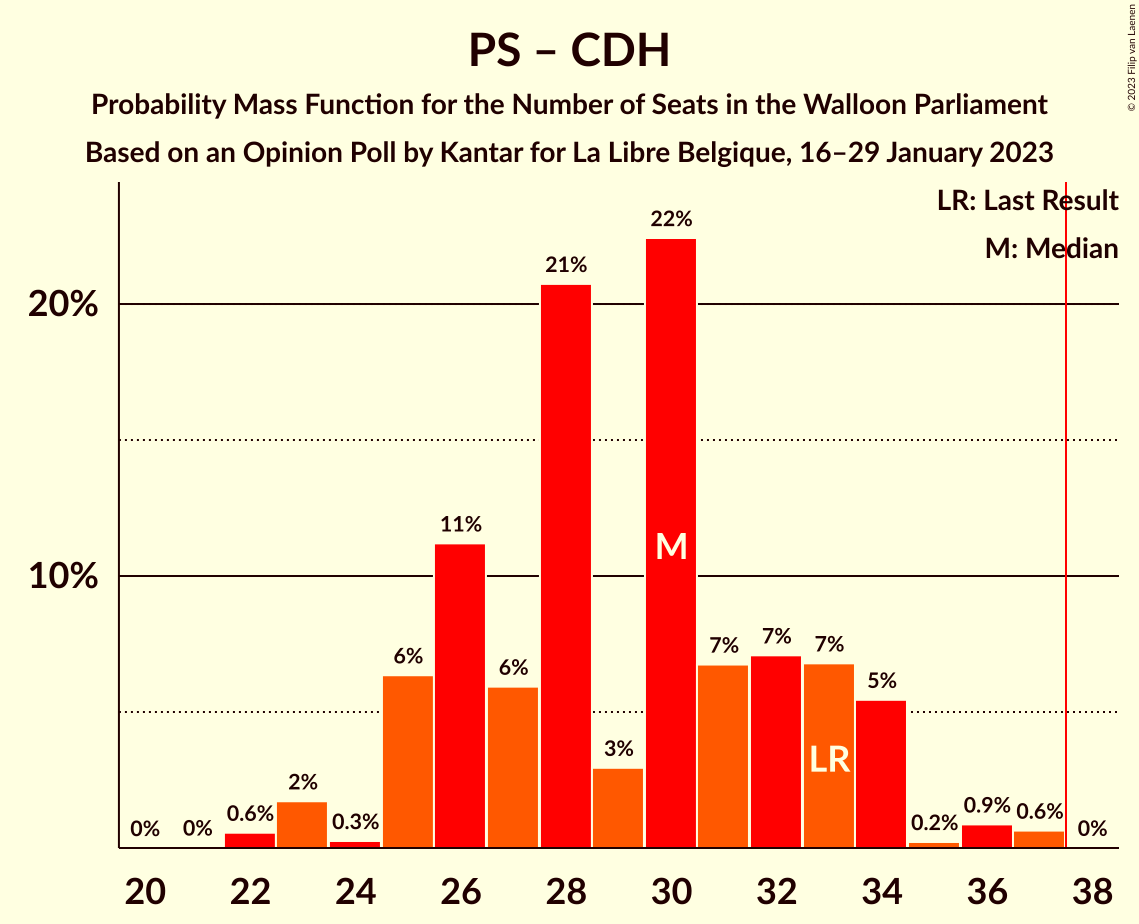 PS – CDH
Probability Mass Function for the Number of Seats in the Walloon Parliament
Based on an Opinion Poll by Kantar for La Libre Belgique, 16–29 January 2023
© 2023 Filip van Laenen
LR: Last Result
M: Median
20%
10%
0%
0%
0.6%
2%
0.3%
6%
11%
6%
21%
3%
22%
7%
7%
7%
5%
0.2%
0.9%
0.6%
0%
M
LR
20 22 24 26 28 30 32 34 36 38